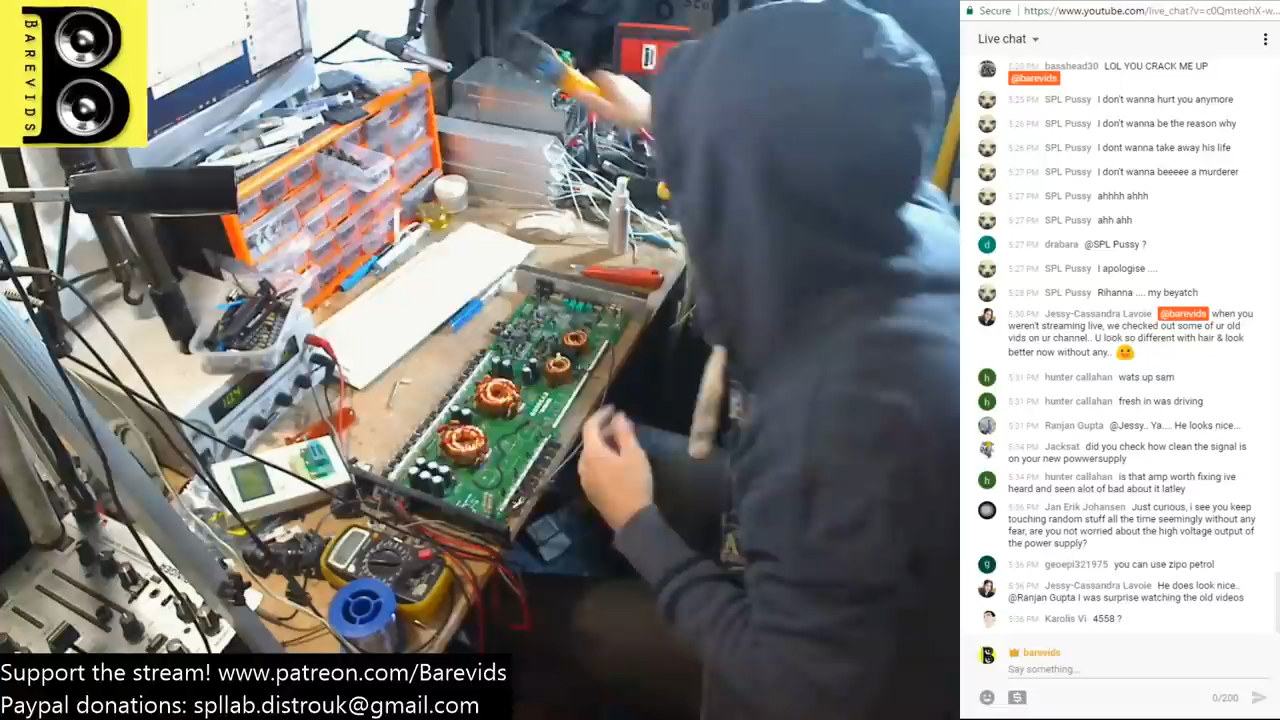 BAREVIDS
Support the stream! www.patreon.com/Barevids
Paypal donations: spllab.distrouk@gmail.com
Secure https://www.youtube.com/live_chat?v=c0QmteohX-w...
Live chat
basshead30 LOL YOU CRACK ME UP
@barevids
5:25 PM SPL Pussy I don't wanna hurt you anymore
5:26 PM SPL Pussy I don't wanna be the reason why
5:26 PM SPL Pussy I dont wanna take away his life
5:27 PM SPL Pussy I don't wanna beeeee a murderer
5:27 PM SPL Pussy ahhhh ahhh
5:27 PM SPL Pussy ahh ahh
5:27 PM drabara @SPL Pussy ?
5:27 PM SPL Pussy I apologise ....
5:28 PM SPL Pussy Rihanna .... my beyatch
5:30 PM Jessy-Cassandra Lavoie @barevids when you
weren't streaming live, we checked out some of ur old
vids on ur channel.. U look so different with hair & look
better now without any..
5:31 PM hunter callahan wats up sam
5:31 PM hunter callahan fresh in was driving
5:31 PM Ranjan Gupta @Jessy.. Ya.... He looks nice...
5:34 PM Jacksat did you check how clean the signal is
on your new powwersupply
5:34 PM hunter callahan is that amp worth fixing ive
heard and seen alot of bad about it latley
5:36 PM Jan Erik Johansen Just curious, i see you keep
touching random stuff all the time seemingly without any
fear, are you not worried about the high voltage output of
the power supply?
5:36 PM geoepi321975 you can use zipo petrol
5:36 PM Jessy-Cassandra Lavoie He does look nice..
@Ranjan Gupta I was surprise watching the old videos
5:36 PM Karolis Vi 4558 ?
barevids
Say something...
0/200